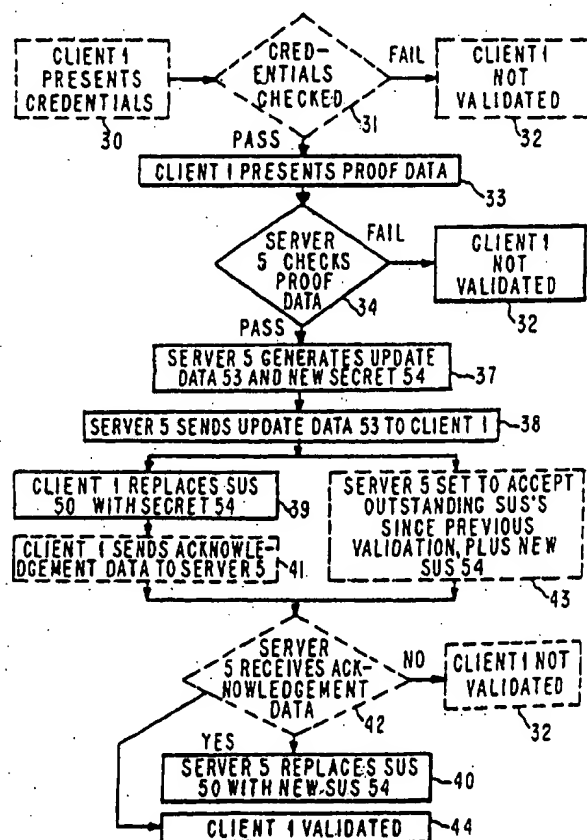 CLIENT 1
PRESENTS
CREDENTIALS
30
CRED-
ENTIALS
CHECKED
31
FAIL
CLIENT 1
NOT
VALIDATED
32
PASS
CLIENT 1 PRESENTS PROOF DATA
33
SERVER
5 CHECKS
PROOF
DATA
34
FAIL
CLIENT 1
NOT
VALIDATED
32
PASS
SERVER 5 GENERATES UPDATE
DATA 53 AND NEW SECRET 54
37
SERVER 5 SENDS UPDATE DATA 53 TO CLIENT 1
38
CLIENT 1 REPLACES SUS
50 WITH SECRET 54
39
CLIENT 1 SENDS ACKNOWLE-
DGEMENT DATA TO SERVER 5
41
SERVER 5 SET TO ACCEPT
OUTSTANDING SUS'S
SINCE PREVIOUS
VALIDATION, PLUS NEW
SUS 54
43
SERVER
5 RECEIVES ACK-
NOWLEDGEMENT
DATA
42
NO
CLIENT 1 NOT
VALIDATED
32
YES
SERVER 5 REPLACES SUS
50 WITH NEW SUS 54
40
CLIENT 1 VALIDATED
44